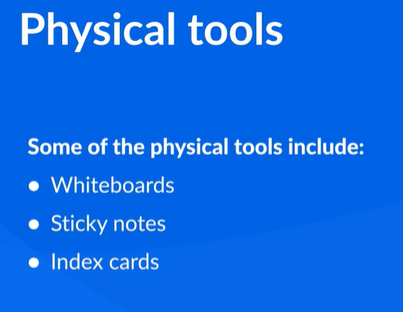 Physical tools
Some of the physical tools include:
• Whiteboards
• Sticky notes
• Index cards